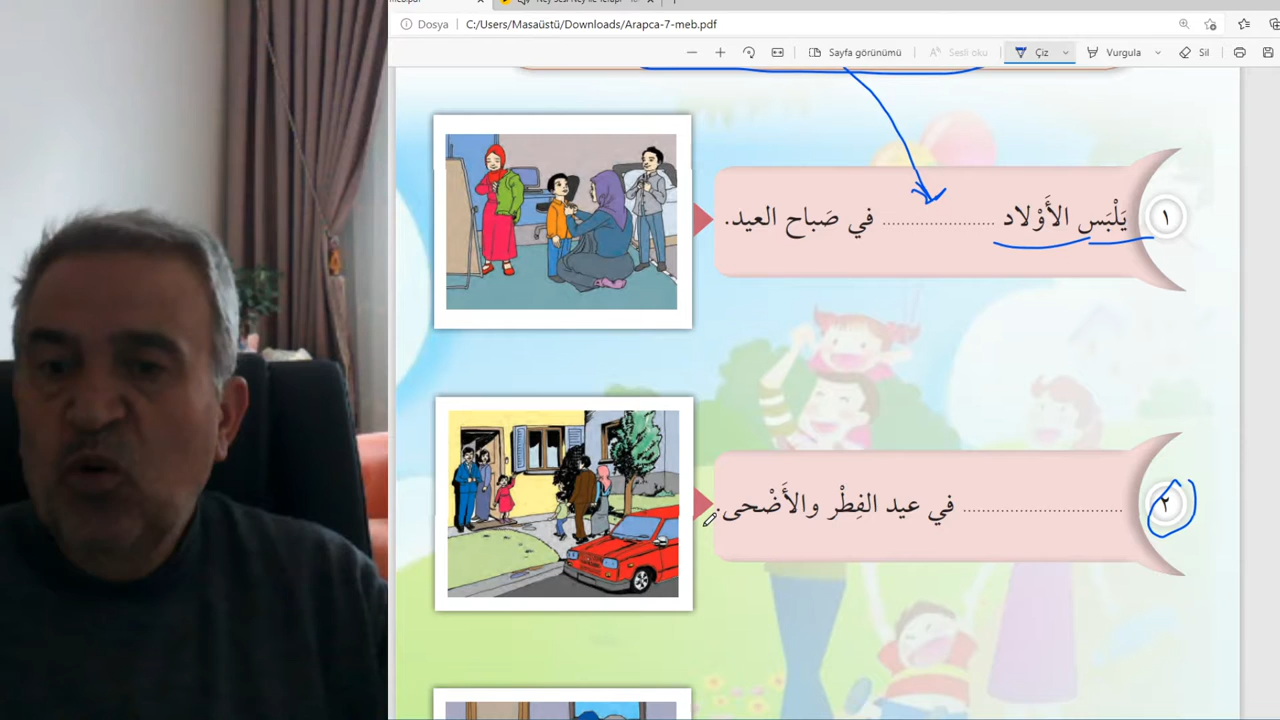 Dosya C:/Users/Masaüstü/Downloads/Arapca-7-meb.pdf
Sayfa görünümü Sesli oku Çiz Vurgula Sil
١ يَلْبَس الأَوْلاد .................... في صَباح العيد.
٢ ............................ في عيد الفِطْر والأَضْحى.